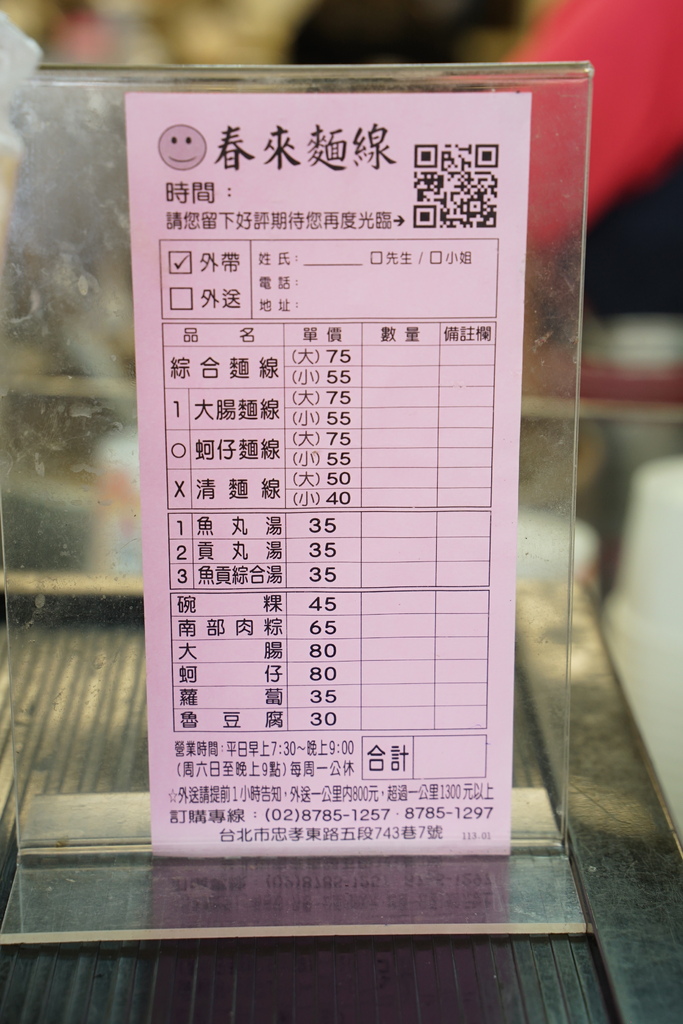 春來麵線
時間：
請您留下好評期待您再度光臨→
☑ 外帶 姓氏：______ □先生 / □小姐
□ 外送 電話：
地址：
品名 單價 數量 備註欄
綜合麵線 (大) 75
(小) 55
1 大腸麵線 (大) 75
(小) 55
○ 蚵仔麵線 (大) 75
(小) 55
X 清麵線 (大) 50
(小) 40
1 魚丸湯 35
2 貢丸湯 35
3 魚貢綜合湯 35
碗粿 45
南部肉粽 65
大腸 80
蚵仔 80
蘿蔔 35
魯豆腐 30
營業時間：平日早上7:30～晚上9:00
(周六日至晚上9點) 每周一公休
合計
☆外送請提前1小時告知，外送一公里內800元，超過一公里1300元以上
訂購專線：(02)8785-1257・8785-1297
台北市忠孝東路五段743巷7號 113.01